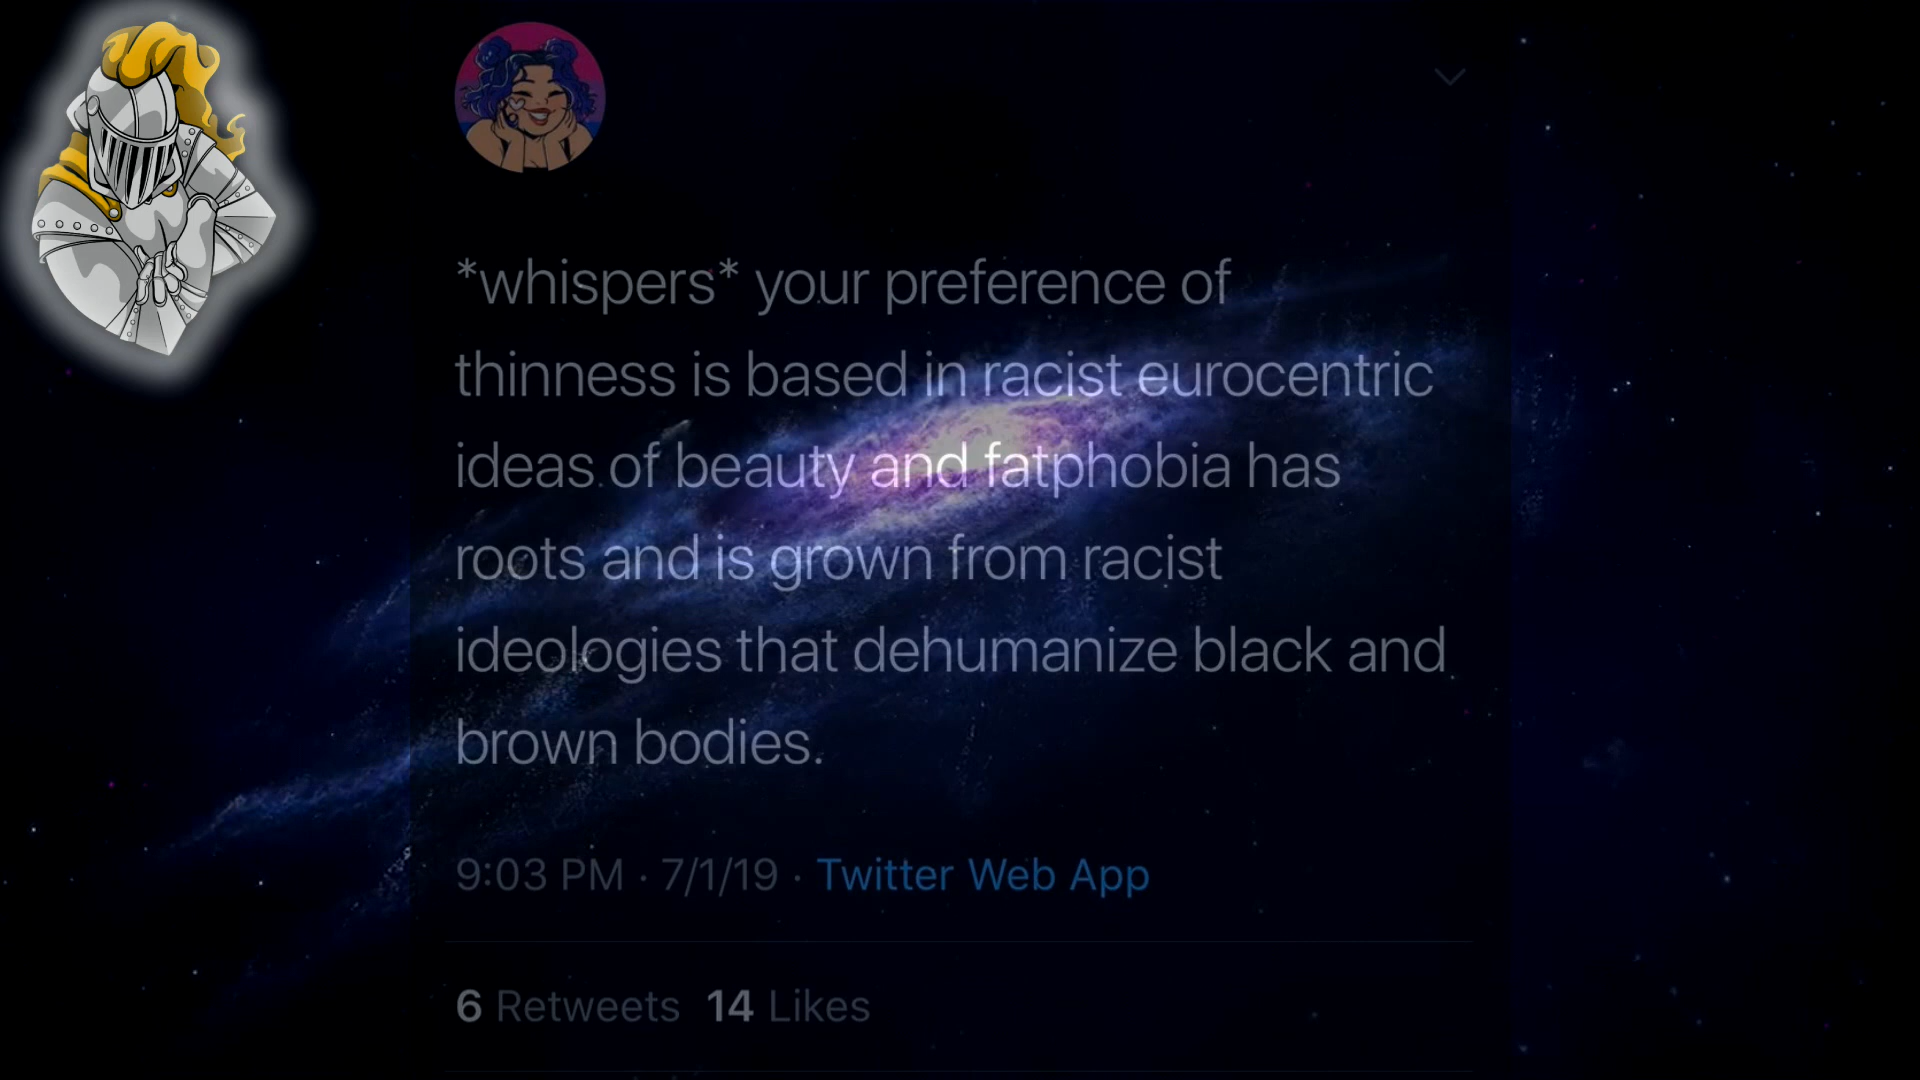 *whispers* your preference of
thinness is based in racist eurocentric
ideas of beauty and fatphobia has
roots and is grown from racist
ideologies that dehumanize black and
brown bodies.
9:03 PM · 7/1/19 · Twitter Web App
6 Retweets 14 Likes